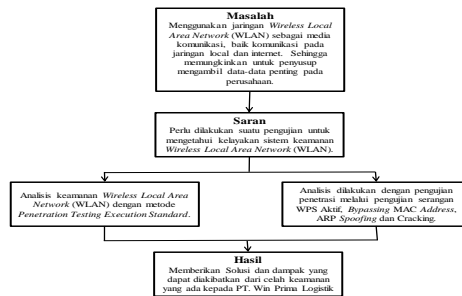 Masalah
Menggunakan jaringan Wireless Local
Area Network (WLAN) sebagai media
komunikasi, baik komunikasi pada
jaringan local dan internet. Sehingga
memungkinkan untuk penyusup
mengambil data-data penting pada
perusahaan.
Saran
Perlu dilakukan suatu pengujian untuk
mengetahui kelayakan sistem keamanan
Wireless Local Area Network (WLAN).
Analisis keamanan Wireless Local Area
Network (WLAN) dengan metode
Penetration Testing Execution Standard.
Analisis dilakukan dengan pengujian
penetrasi melalui pengujian serangan
WPS Aktif, Bypassing MAC Address,
ARP Spoofing dan Cracking.
Hasil
Memberikan Solusi dan dampak yang
dapat diakibatkan dari celah keamanan
yang ada kepada PT. Win Prima Logistik